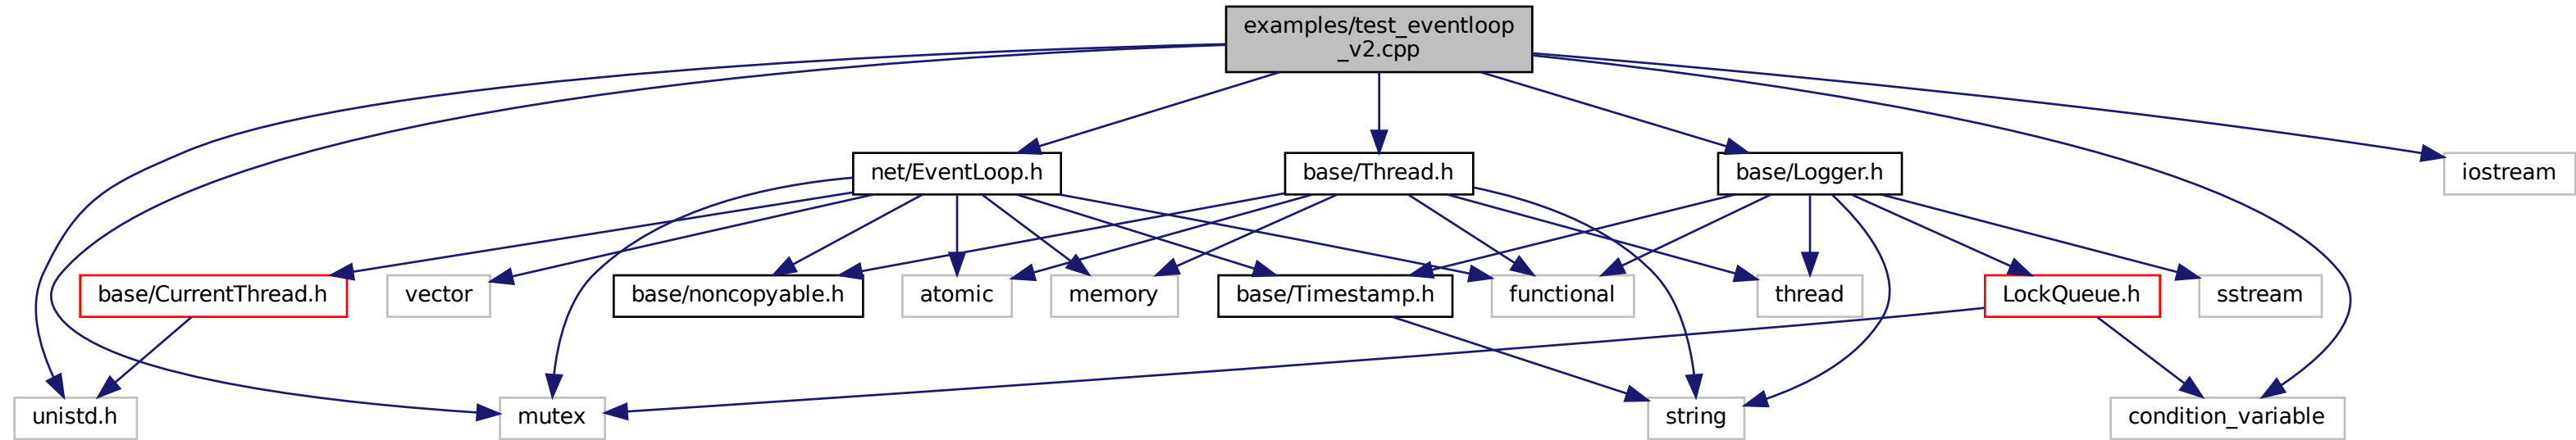 examples/test_eventloop
_v2.cpp
net/EventLoop.h
base/Thread.h
base/Logger.h
iostream
base/CurrentThread.h
vector
base/noncopyable.h
atomic
memory
base/Timestamp.h
functional
thread
LockQueue.h
sstream
unistd.h
mutex
string
condition_variable